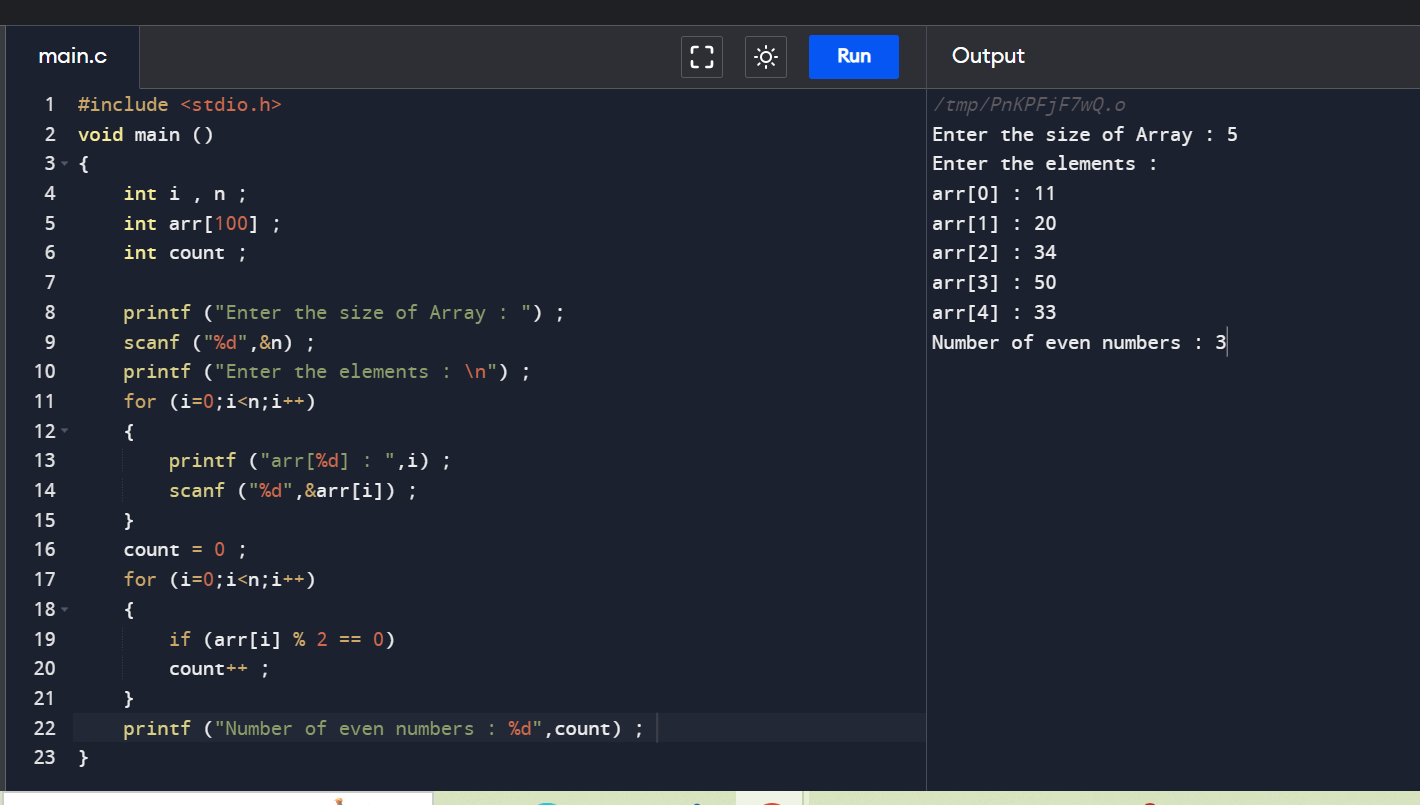 main.c
Run
Output
1 #include <stdio.h>
2 void main ()
3 {
4 int i , n ;
5 int arr[100] ;
6 int count ;
7
8 printf ("Enter the size of Array : ") ;
9 scanf ("%d",&n) ;
10 printf ("Enter the elements : \n") ;
11 for (i=0;i<n;i++)
12 {
13 printf ("arr[%d] : ",i) ;
14 scanf ("%d",&arr[i]) ;
15 }
16 count = 0 ;
17 for (i=0;i<n;i++)
18 {
19 if (arr[i] % 2 == 0)
20 count++ ;
21 }
22 printf ("Number of even numbers : %d",count) ;
23 }
/tmp/PnKPFjF7wQ.o
Enter the size of Array : 5
Enter the elements :
arr[0] : 11
arr[1] : 20
arr[2] : 34
arr[3] : 50
arr[4] : 33
Number of even numbers : 3